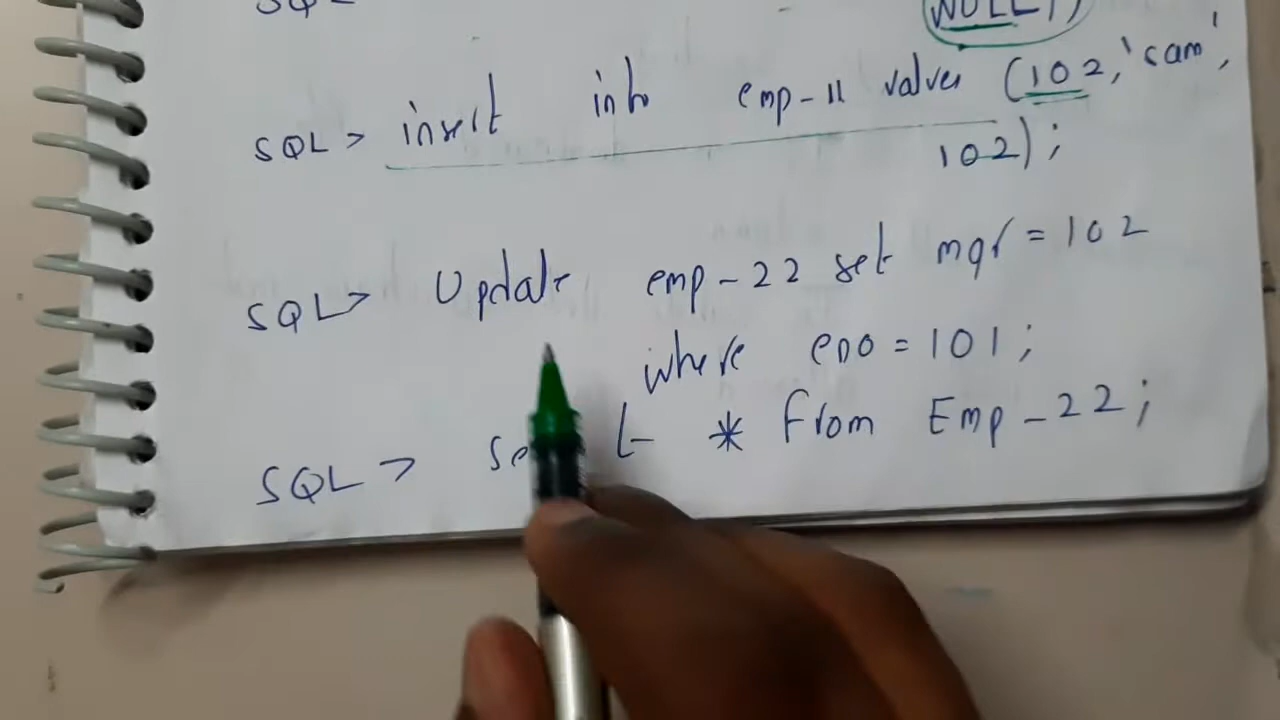 SQL
NULL);
SQL> insert into emp-11 values (102,'sam',
102);
SQL> Update emp-22 set mgr=102
where eno=101;
SQL> * From Emp-22;